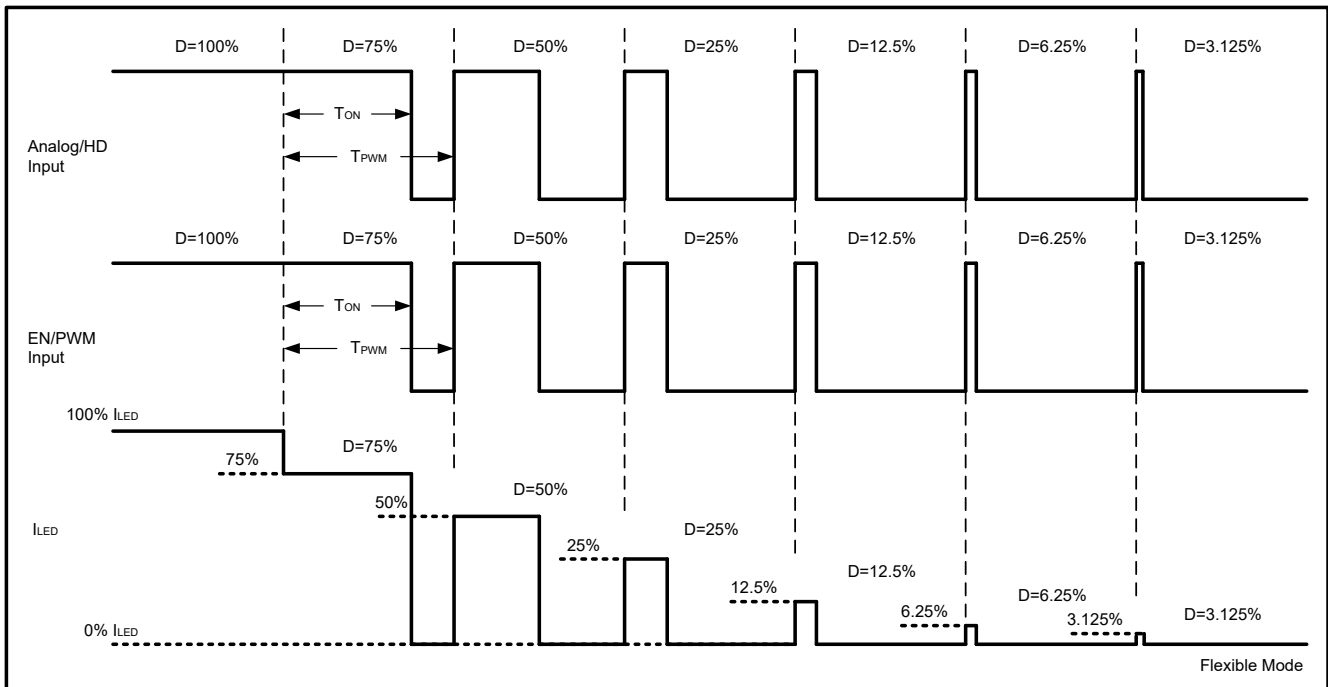 D=100% D=75% D=50% D=25% D=12.5% D=6.25% D=3.125%
TON
Analog/HD
Input
TPWM
D=100% D=75% D=50% D=25% D=12.5% D=6.25% D=3.125%
TON
EN/PWM
Input
TPWM
100% ILED
75% D=75%
50% D=50%
ILED
25% D=25%
12.5% D=12.5%
6.25% D=6.25%
3.125% D=3.125%
0% ILED
Flexible Mode